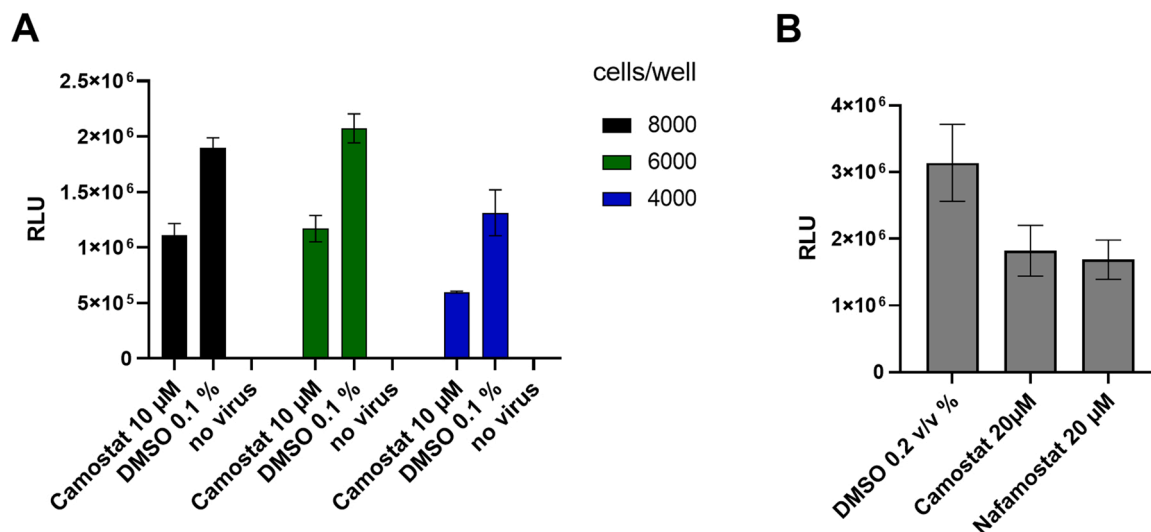 A
2.5×10⁶
2×10⁶
1.5×10⁶
1×10⁶
5×10⁵
0
RLU
Camostat 10 µM
DMSO 0.1 %
no virus
Camostat 10 µM
DMSO 0.1 %
no virus
Camostat 10 µM
DMSO 0.1 %
no virus
cells/well
8000
6000
4000
B
4×10⁶
3×10⁶
2×10⁶
1×10⁶
0
RLU
DMSO 0.2 v/v %
Camostat 20µM
Nafamostat 20 µM